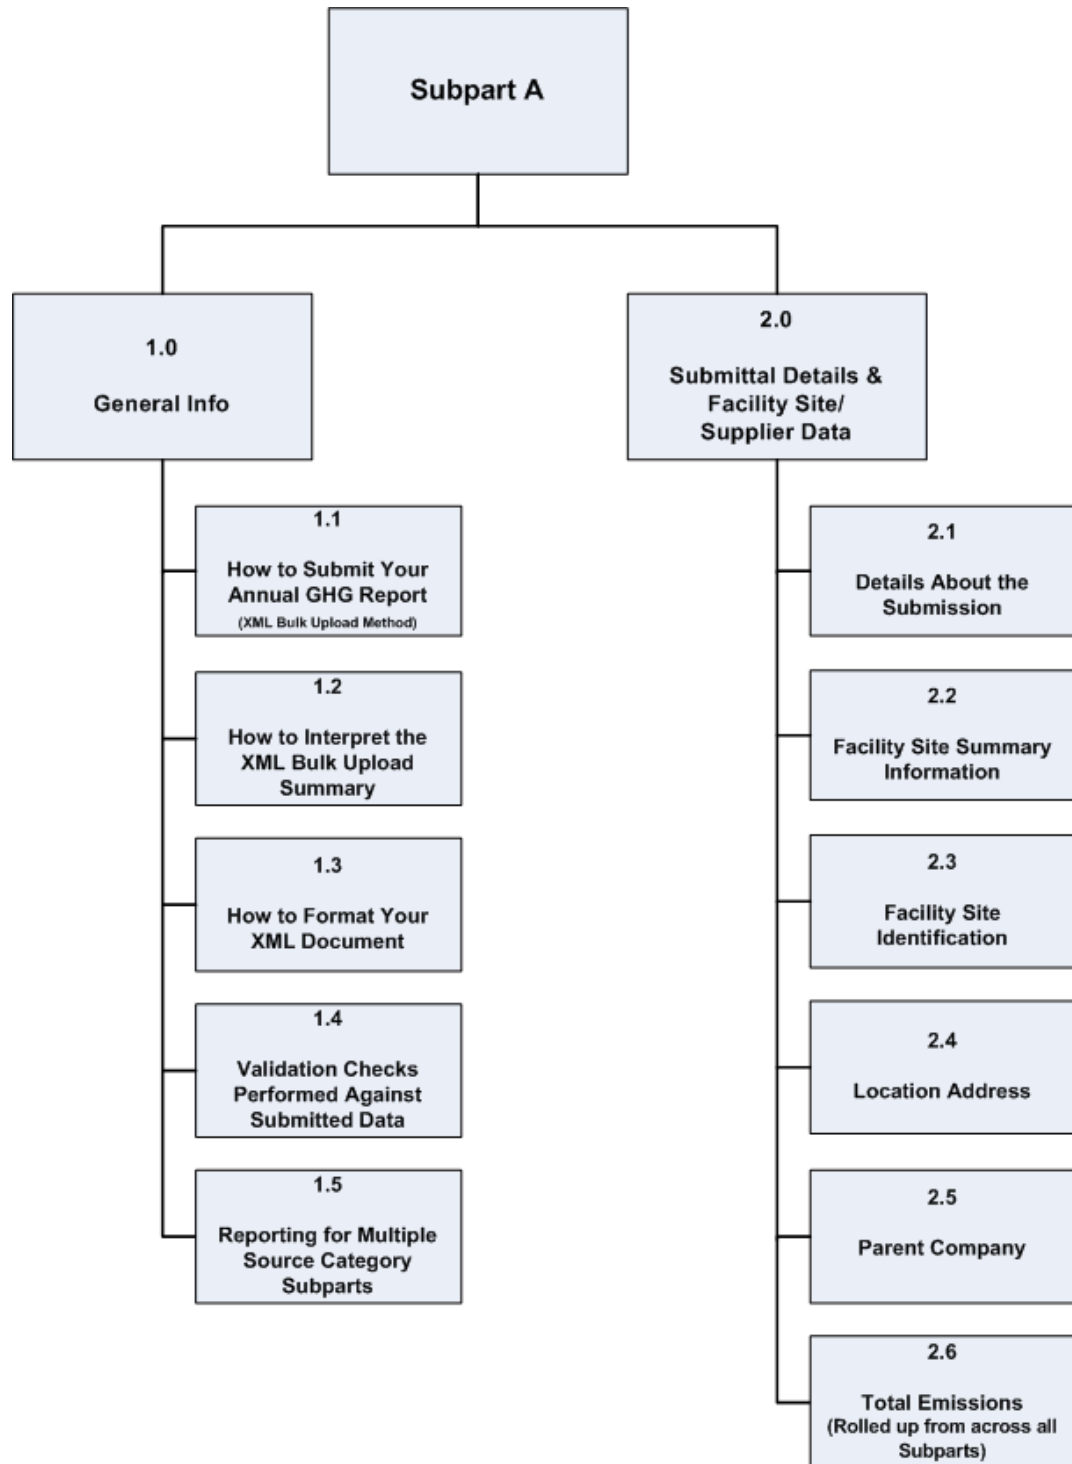 Subpart A
1.0
General Info
1.1
How to Submit Your
Annual GHG Report
(XML Bulk Upload Method)
1.2
How to Interpret the
XML Bulk Upload
Summary
1.3
How to Format Your
XML Document
1.4
Validation Checks
Performed Against
Submitted Data
1.5
Reporting for Multiple
Source Category
Subparts
2.0
Submittal Details &
Facility Site/
Supplier Data
2.1
Details About the
Submission
2.2
Facility Site Summary
Information
2.3
Facility Site
Identification
2.4
Location Address
2.5
Parent Company
2.6
Total Emissions
(Rolled up from across all
Subparts)